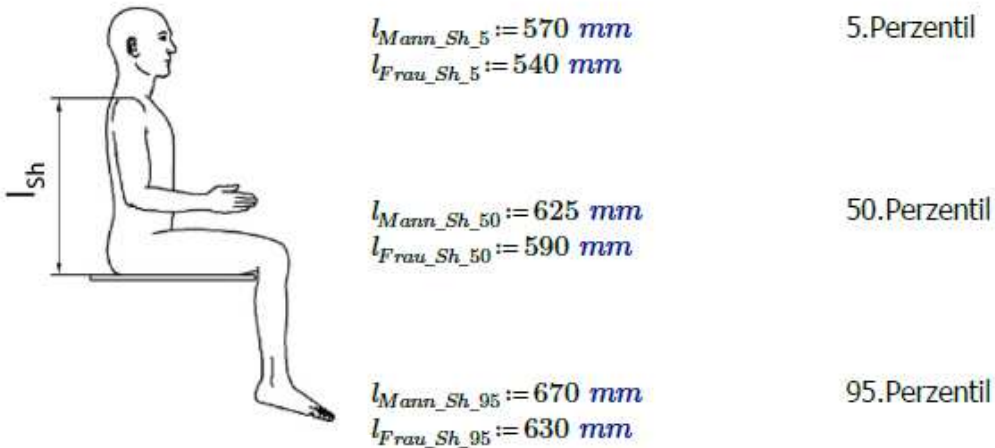 l_Mann_Sh_5 := 570 mm 5.Perzentil
l_Frau_Sh_5 := 540 mm
l_Sh
l_Mann_Sh_50 := 625 mm 50.Perzentil
l_Frau_Sh_50 := 590 mm
l_Mann_Sh_95 := 670 mm 95.Perzentil
l_Frau_Sh_95 := 630 mm